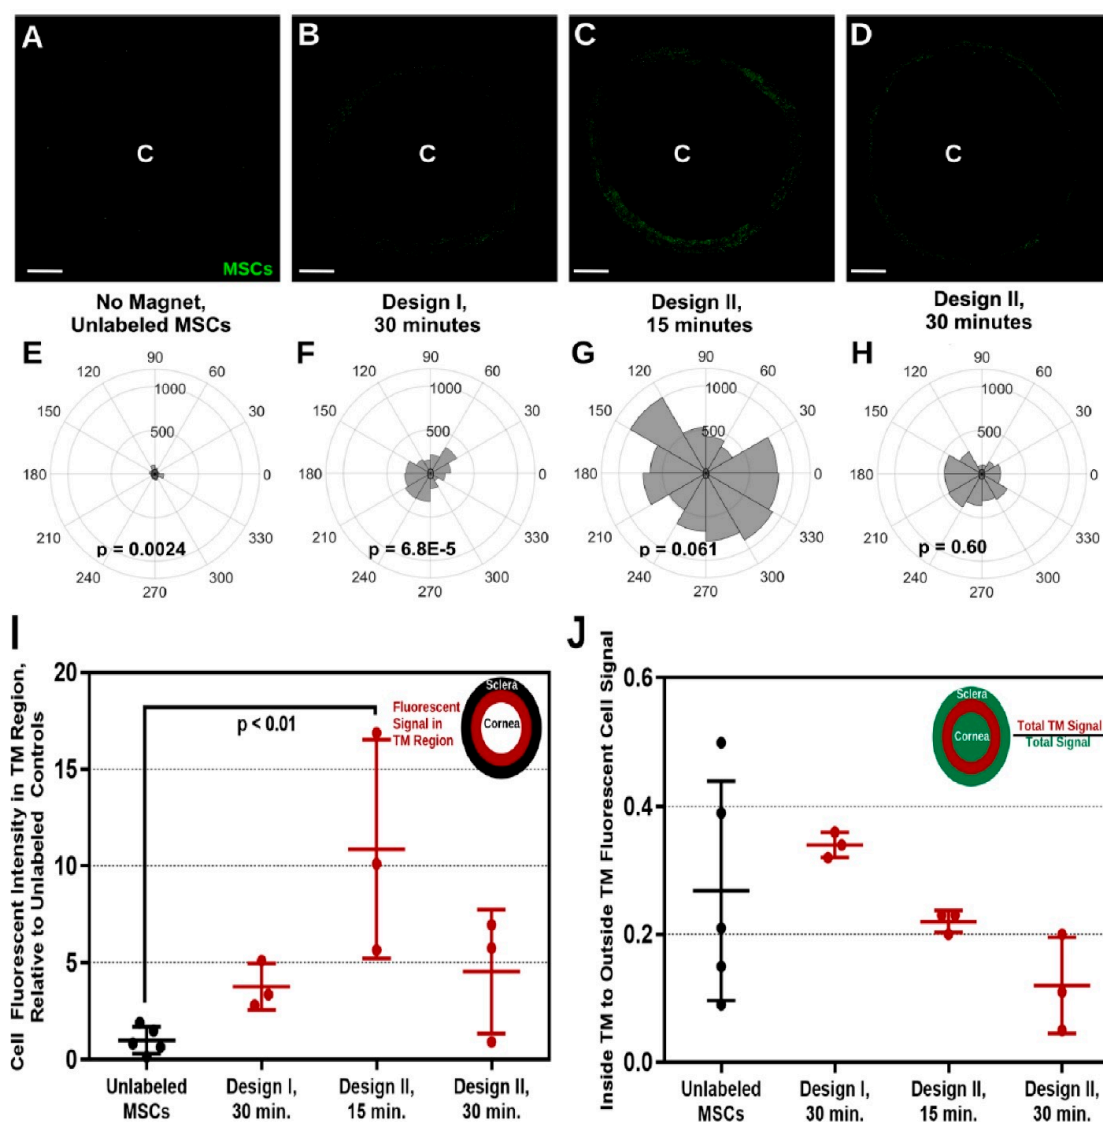 A
B
C
D
C
C
C
C
MSCs
No Magnet,
Unlabeled MSCs
Design I,
30 minutes
Design II,
15 minutes
Design II,
30 minutes
E
90
120
60
1000
150
30
500
180
0
210
330
p = 0.0024
240
300
270
F
90
120
60
1000
150
30
500
180
0
210
330
p = 6.8E-5
240
300
270
G
90
120
60
1000
150
30
500
180
0
210
330
p = 0.061
240
300
270
H
90
120
60
1000
150
30
500
180
0
210
330
p = 0.60
240
300
270
I
Cell Fluorescent Intensity in TM Region,
Relative to Unlabeled Controls
20
15
10
5
0
p < 0.01
Fluorescent
Signal in
TM Region
Sclera
Cornea
Unlabeled
MSCs
Design I,
30 min.
Design II,
15 min.
Design II,
30 min.
J
Inside TM to Outside TM Fluorescent Cell Signal
0.6
0.4
0.2
0.0
Sclera
Cornea
Total TM Signal
Total Signal
Unlabeled
MSCs
Design I,
30 min.
Design II,
15 min.
Design II,
30 min.